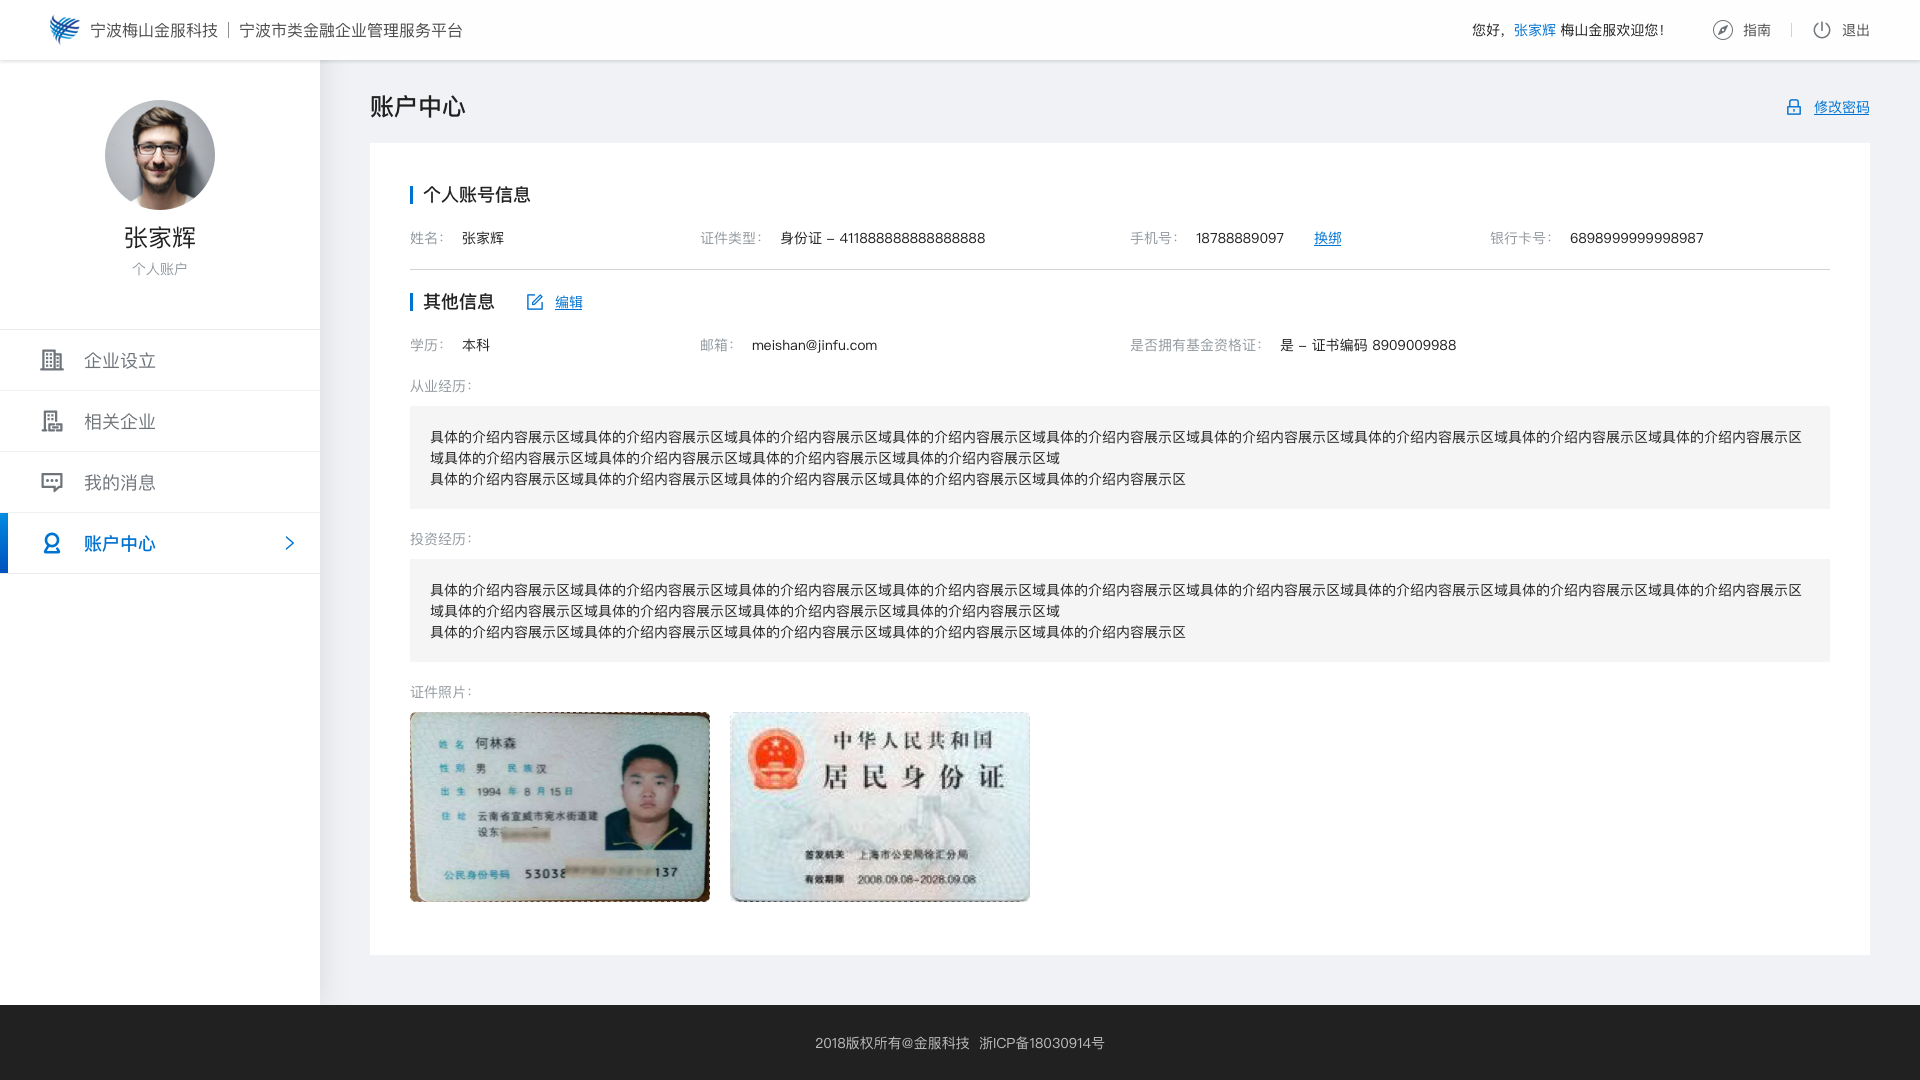 宁波梅山金服科技｜宁波市类金融企业管理服务平台
您好，张家辉 梅山金服欢迎您！
指南
退出
张家辉
个人账户
企业设立
相关企业
我的消息
账户中心
账户中心
修改密码
个人账号信息
姓名： 张家辉
证件类型： 身份证 – 411888888888888888
手机号： 18788889097 换绑
银行卡号： 6898999999998987
其他信息 编辑
学历： 本科
邮箱： meishan@jinfu.com
是否拥有基金资格证： 是 – 证书编码 8909009988
从业经历：
具体的介绍内容展示区域具体的介绍内容展示区域具体的介绍内容展示区域具体的介绍内容展示区域具体的介绍内容展示区域具体的介绍内容展示区域具体的介绍内容展示区域具体的介绍内容展示区域具体的介绍内容展示区
域具体的介绍内容展示区域具体的介绍内容展示区域具体的介绍内容展示区域具体的介绍内容展示区域
具体的介绍内容展示区域具体的介绍内容展示区域具体的介绍内容展示区域具体的介绍内容展示区域具体的介绍内容展示区
投资经历：
具体的介绍内容展示区域具体的介绍内容展示区域具体的介绍内容展示区域具体的介绍内容展示区域具体的介绍内容展示区域具体的介绍内容展示区域具体的介绍内容展示区域具体的介绍内容展示区域具体的介绍内容展示区
域具体的介绍内容展示区域具体的介绍内容展示区域具体的介绍内容展示区域具体的介绍内容展示区域
具体的介绍内容展示区域具体的介绍内容展示区域具体的介绍内容展示区域具体的介绍内容展示区域具体的介绍内容展示区
证件照片：
姓名 何林森
性别 男 民族 汉
出生 1994 年 8 月 15 日
住址 云南省宣威市宛水街道建
设东
公民身份号码 53038 137
中华人民共和国
居民身份证
签发机关 上海市公安局徐汇分局
有效期限 2008.09.08-2028.09.08
2018版权所有@金服科技 浙ICP备18030914号